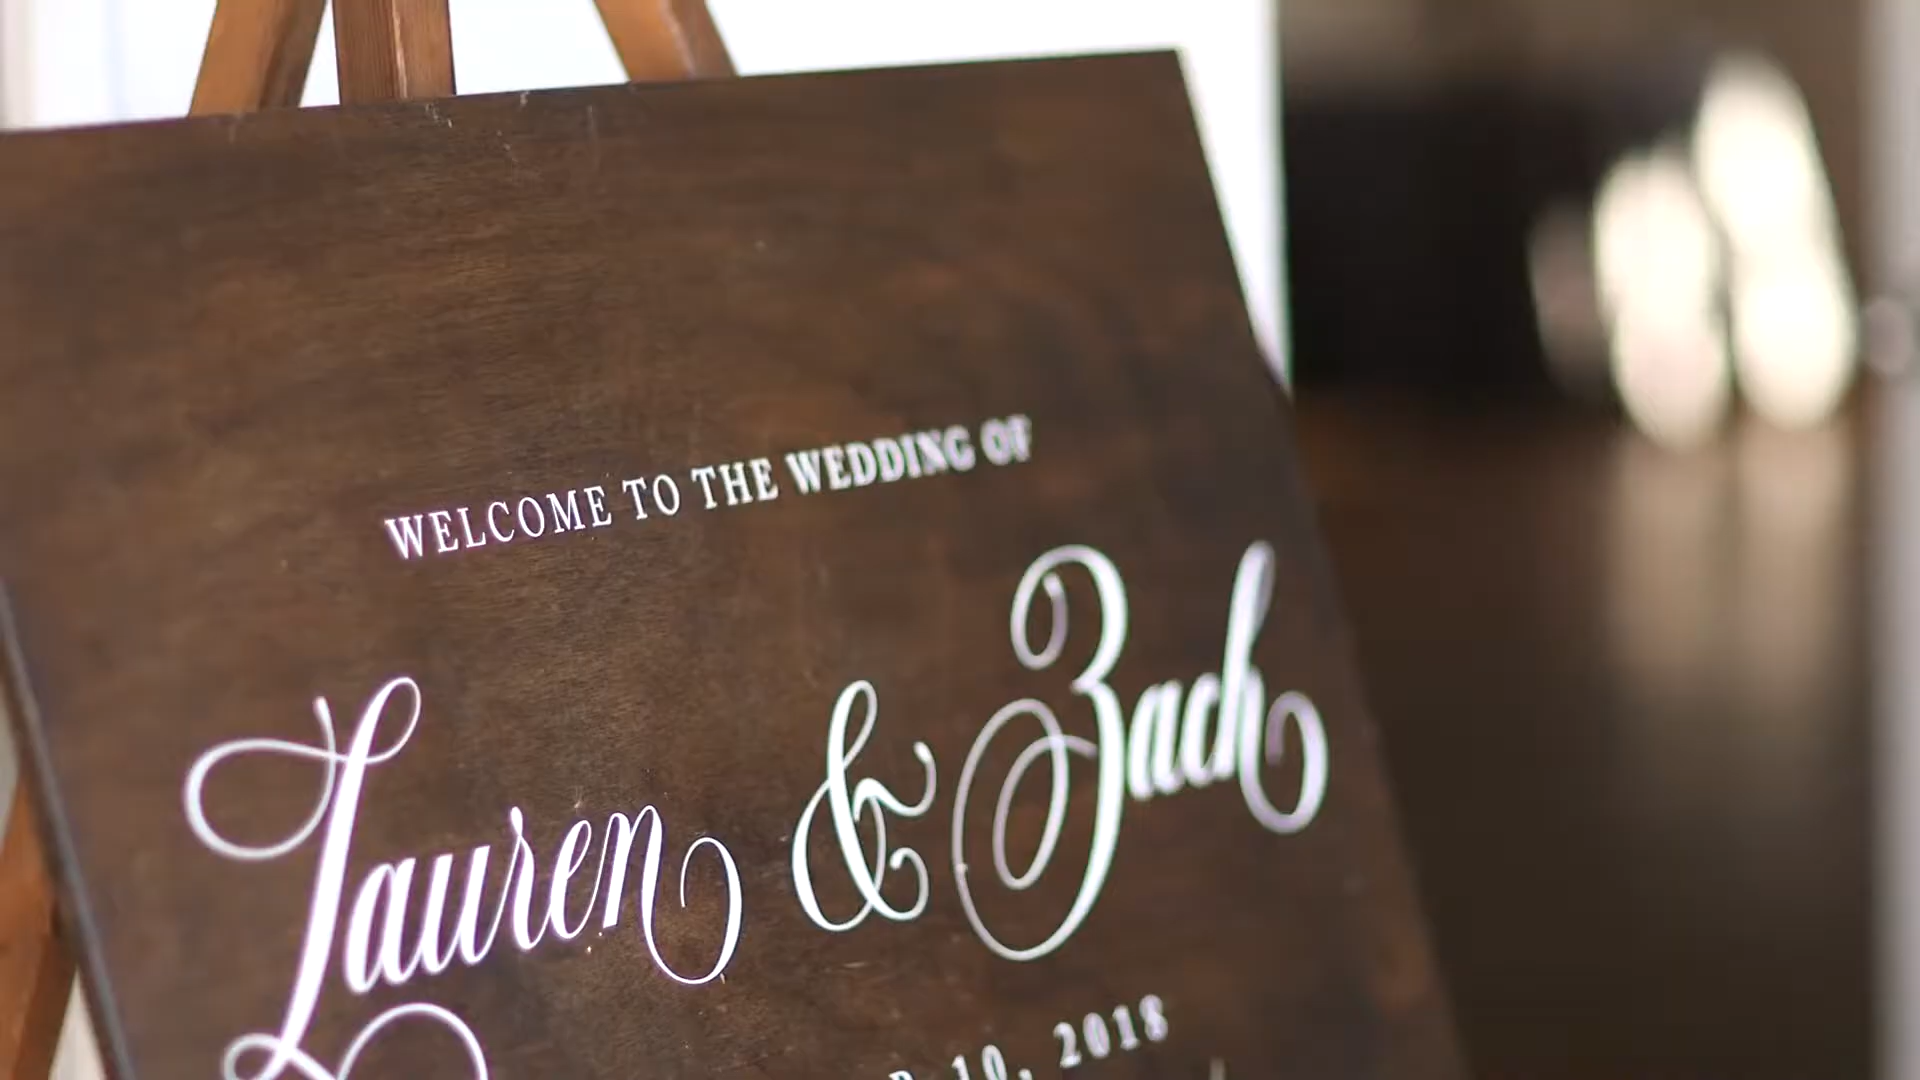 WELCOME TO THE WEDDING OF
Lauren & Zach
10, 2018